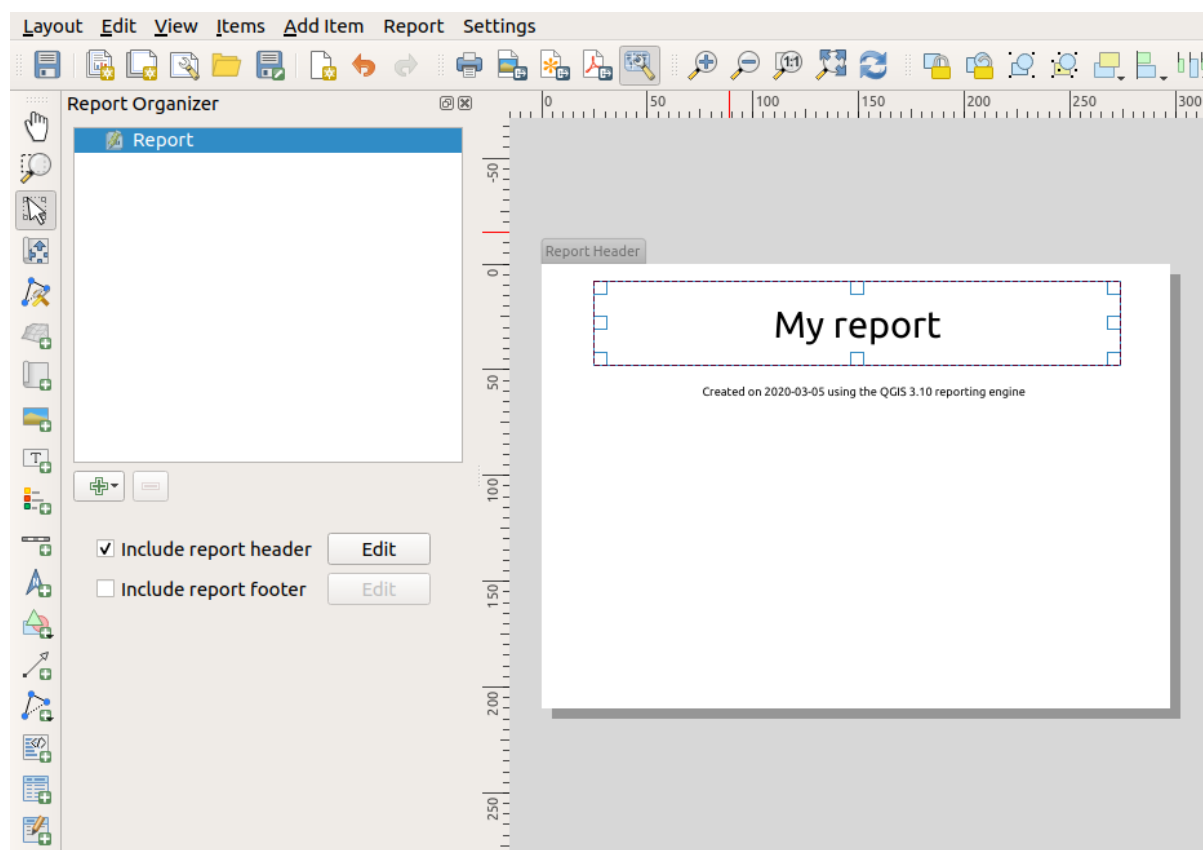 Layout Edit View Items Add Item Report Settings
1:1
Report Organizer
Report
Include report header Edit
Include report footer Edit
0 50 100 150 200 250 300
-50
0
50
100
150
200
250
Report Header
My report
Created on 2020-03-05 using the QGIS 3.10 reporting engine